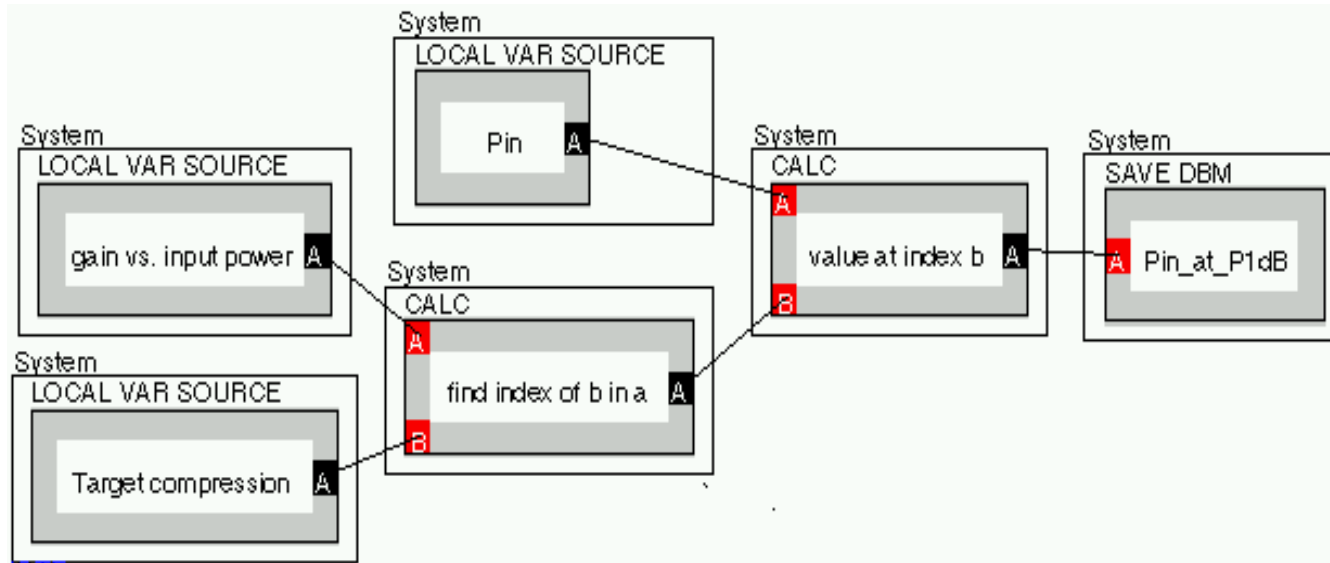 System
LOCAL VAR SOURCE
Pin
A
System
LOCAL VAR SOURCE
gain vs. input power
A
System
CALC
A
B
value at index b
A
System
SAVE DBM
A
Pin_at_P1dB
System
CALC
A
B
find index of b in a
A
System
LOCAL VAR SOURCE
Target compression
A